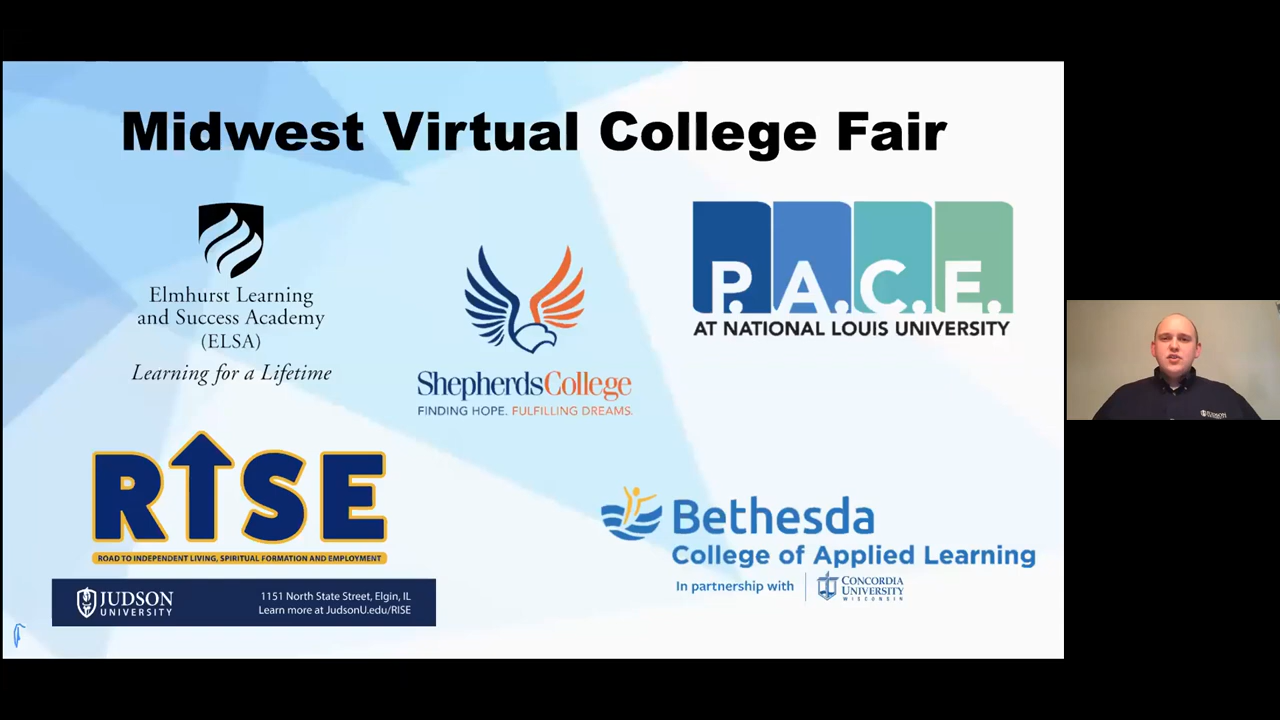 Midwest Virtual College Fair
Elmhurst Learning
and Success Academy
(ELSA)
Learning for a Lifetime
ShepherdsCollege
FINDING HOPE. FULFILLING DREAMS.
P.A.C.E.
AT NATIONAL LOUIS UNIVERSITY
RISE
ROAD TO INDEPENDENT LIVING, SPIRITUAL FORMATION AND EMPLOYMENT
JUDSON
UNIVERSITY
1151 North State Street, Elgin, IL
Learn more at JudsonU.edu/RISE
Bethesda
College of Applied Learning
In partnership with
CONCORDIA
UNIVERSITY
WISCONSIN
JUDSON